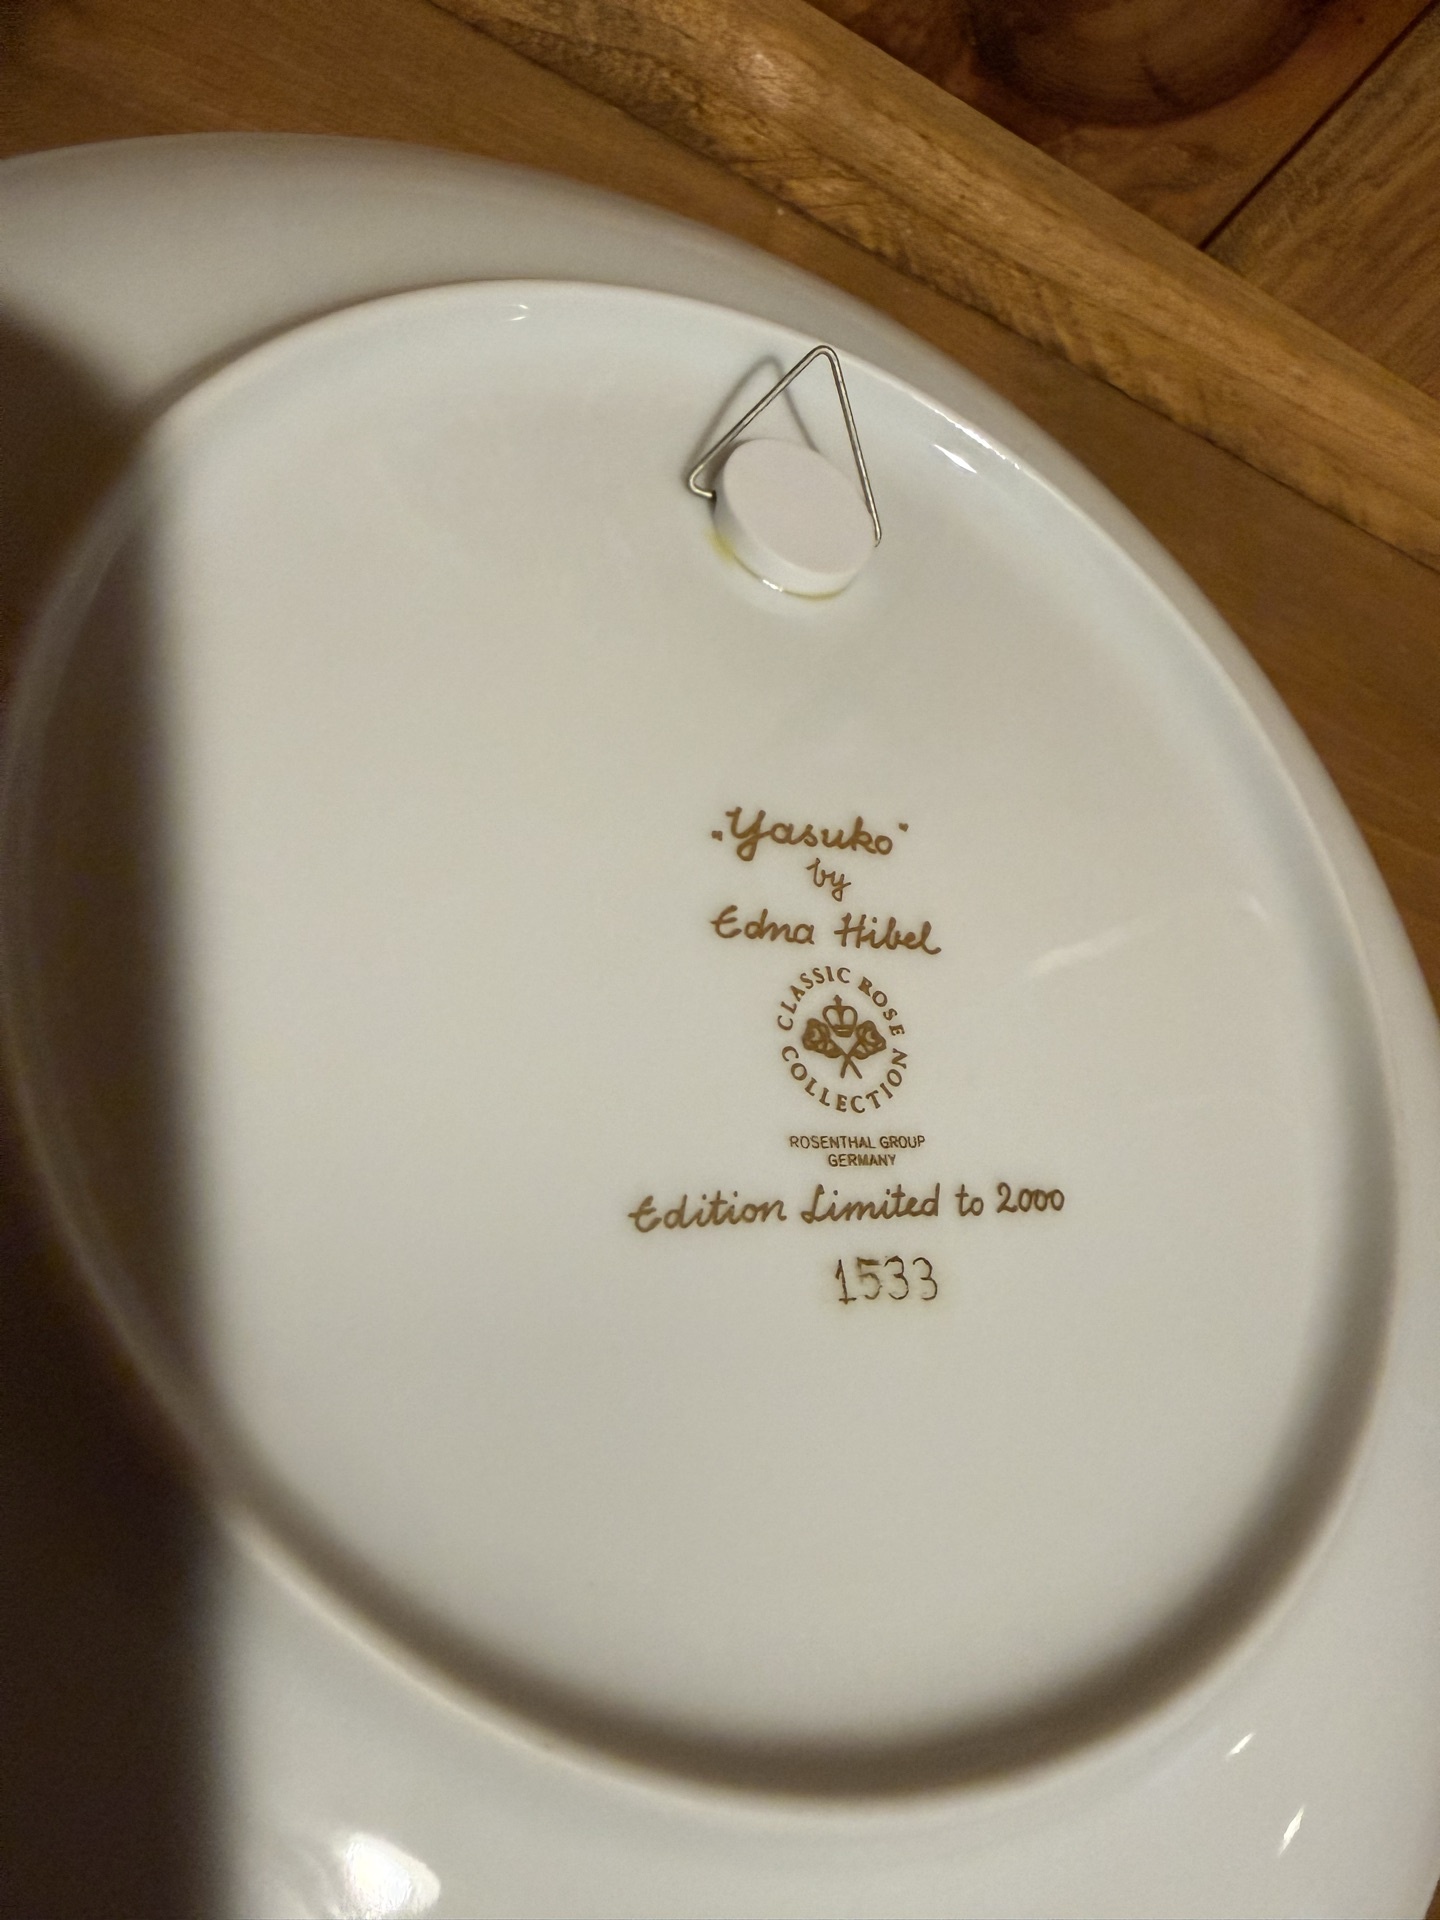 „Yasuko"
by
Edna Hibel
CLASSIC ROSE
COLLECTION
ROSENTHAL GROUP
GERMANY
Edition Limited to 2000
1533